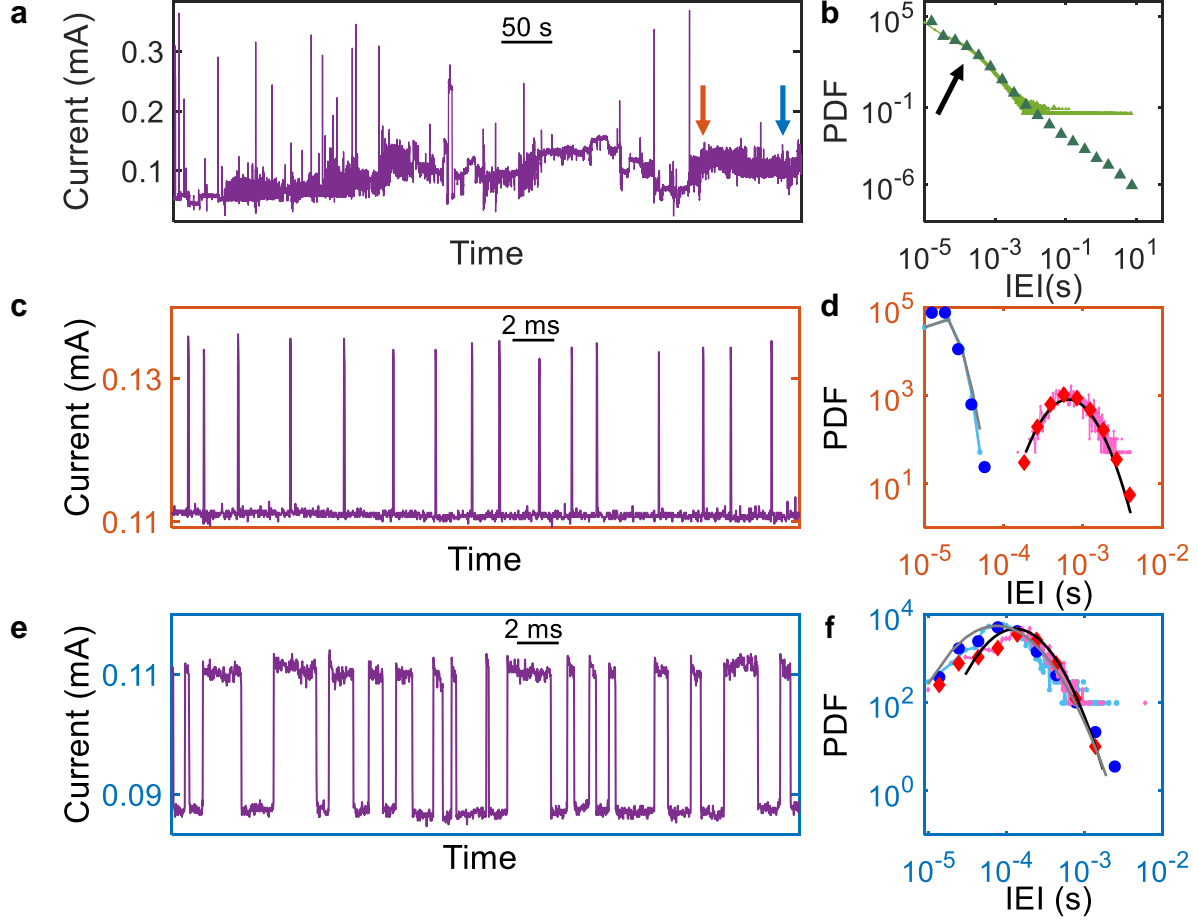 a
50 s
Current (mA)
0.3
0.2
0.1
Time
b
10^5
10^-1
10^-6
PDF
10^-5 10^-3 10^-1 10^1
IEI(s)
c
2 ms
Current (mA)
0.13
0.11
Time
d
10^5
10^3
10^1
PDF
10^-5 10^-4 10^-3 10^-2
IEI (s)
e
2 ms
Current (mA)
0.11
0.09
Time
f
10^4
10^2
10^0
PDF
10^-5 10^-4 10^-3 10^-2
IEI (s)